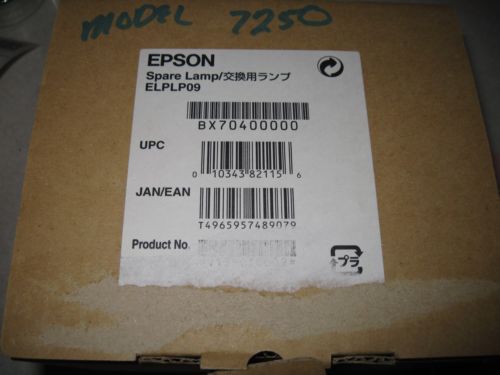 MODEL 7250
EPSON
Spare Lamp/交換用ランプ
ELPLP09
BX70400000
UPC
0 10343 82115 6
JAN/EAN
T4965957489079
Product No.
プラ